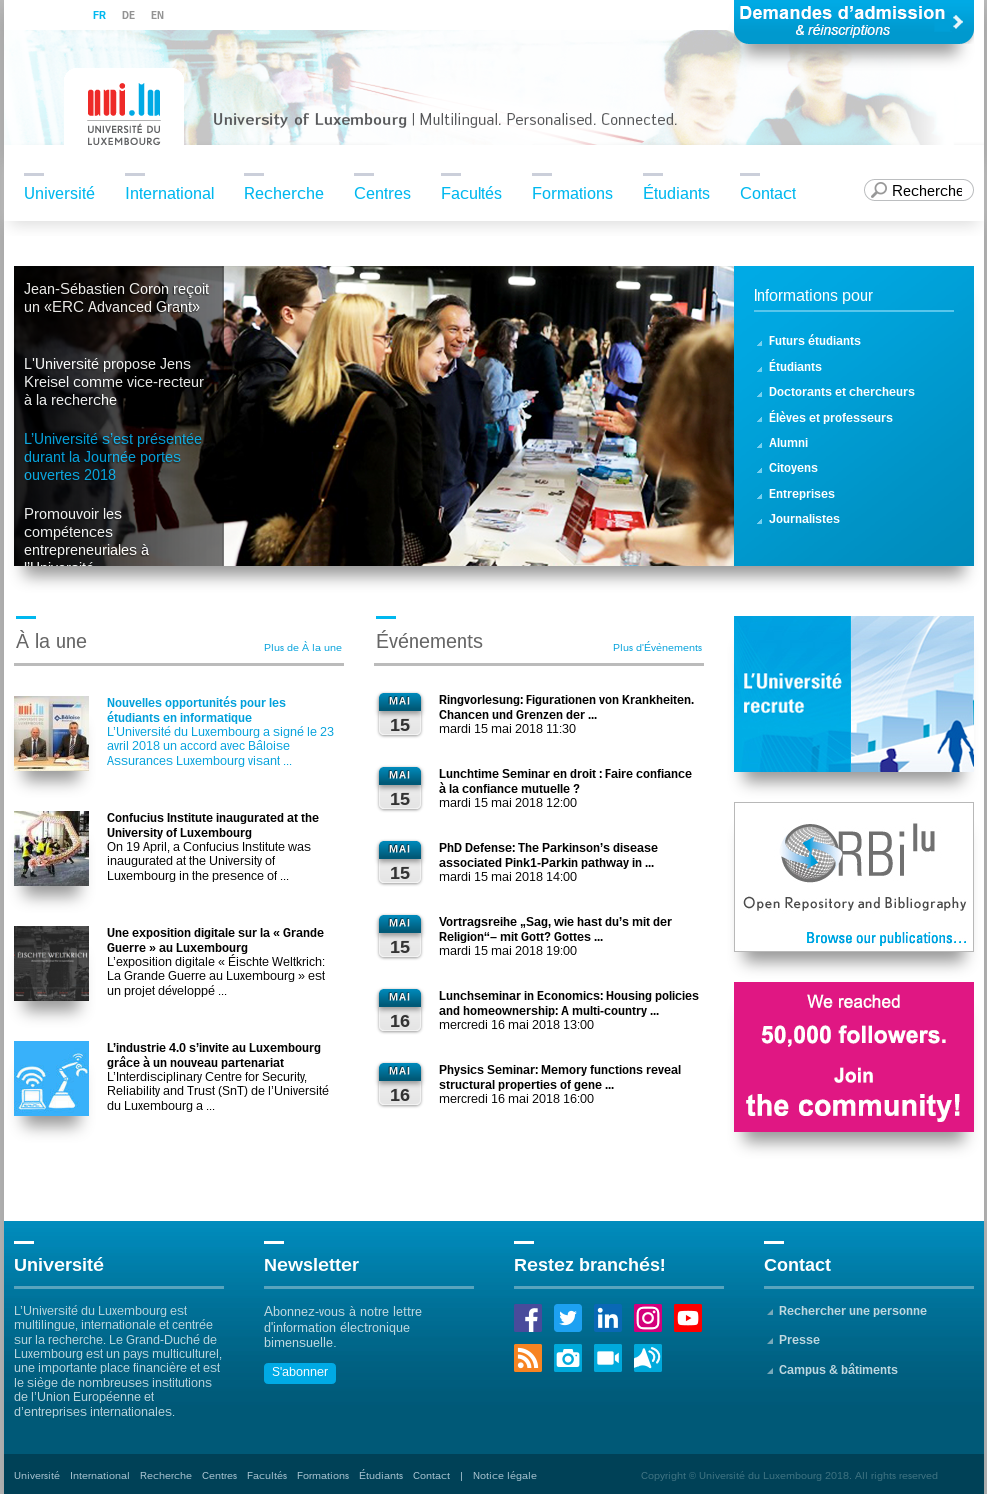 FR DE EN
Demandes d'admission
& réinscriptions
uni.lu
UNIVERSITÉ DU
LUXEMBOURG
University of Luxembourg | Multilingual. Personalised. Connected.
Université International Recherche Centres Facultés Formations Étudiants Contact
Recherche
Jean-Sébastien Coron reçoit
un «ERC Advanced Grant»
L'Université propose Jens
Kreisel comme vice-recteur
à la recherche
L'Université s'est présentée
durant la Journée portes
ouvertes 2018
Promouvoir les
compétences
entrepreneuriales à
l'Université
Informations pour
Futurs étudiants
Étudiants
Doctorants et chercheurs
Élèves et professeurs
Alumni
Citoyens
Entreprises
Journalistes
À la une
Plus de À la une
Nouvelles opportunités pour les
étudiants en informatique
L'Université du Luxembourg a signé le 23
avril 2018 un accord avec Bâloise
Assurances Luxembourg visant ...
Confucius Institute inaugurated at the
University of Luxembourg
On 19 April, a Confucius Institute was
inaugurated at the University of
Luxembourg in the presence of ...
ÉISCHTE WELTKRICH
Une exposition digitale sur la « Grande
Guerre » au Luxembourg
L'exposition digitale « Éischte Weltkrich:
La Grande Guerre au Luxembourg » est
un projet développé ...
L'industrie 4.0 s'invite au Luxembourg
grâce à un nouveau partenariat
L'Interdisciplinary Centre for Security,
Reliability and Trust (SnT) de l'Université
du Luxembourg a ...
Événements
Plus d'Événements
MAI
15
Ringvorlesung: Figurationen von Krankheiten.
Chancen und Grenzen der ...
mardi 15 mai 2018 11:30
MAI
15
Lunchtime Seminar en droit : Faire confiance
à la confiance mutuelle ?
mardi 15 mai 2018 12:00
MAI
15
PhD Defense: The Parkinson's disease
associated Pink1-Parkin pathway in ...
mardi 15 mai 2018 14:00
MAI
15
Vortragsreihe „Sag, wie hast du's mit der
Religion“– mit Gott? Gottes ...
mardi 15 mai 2018 19:00
MAI
16
Lunchseminar in Economics: Housing policies
and homeownership: A multi-country ...
mercredi 16 mai 2018 13:00
MAI
16
Physics Seminar: Memory functions reveal
structural properties of gene ...
mercredi 16 mai 2018 16:00
L'Université
recrute
ORBilu
Open Repository and Bibliography
Browse our publications...
We reached
50,000 followers.
Join
the community!
Université
L'Université du Luxembourg est
multilingue, internationale et centrée
sur la recherche. Le Grand-Duché de
Luxembourg est un pays multiculturel,
une importante place financière et est
le siège de nombreuses institutions
de l'Union Européenne et
d'entreprises internationales.
Newsletter
Abonnez-vous à notre lettre
d'information électronique
bimensuelle.
S'abonner
Restez branchés!
Contact
Rechercher une personne
Presse
Campus & bâtiments
Université International Recherche Centres Facultés Formations Étudiants Contact | Notice légale
Copyright © Université du Luxembourg 2018. All rights reserved